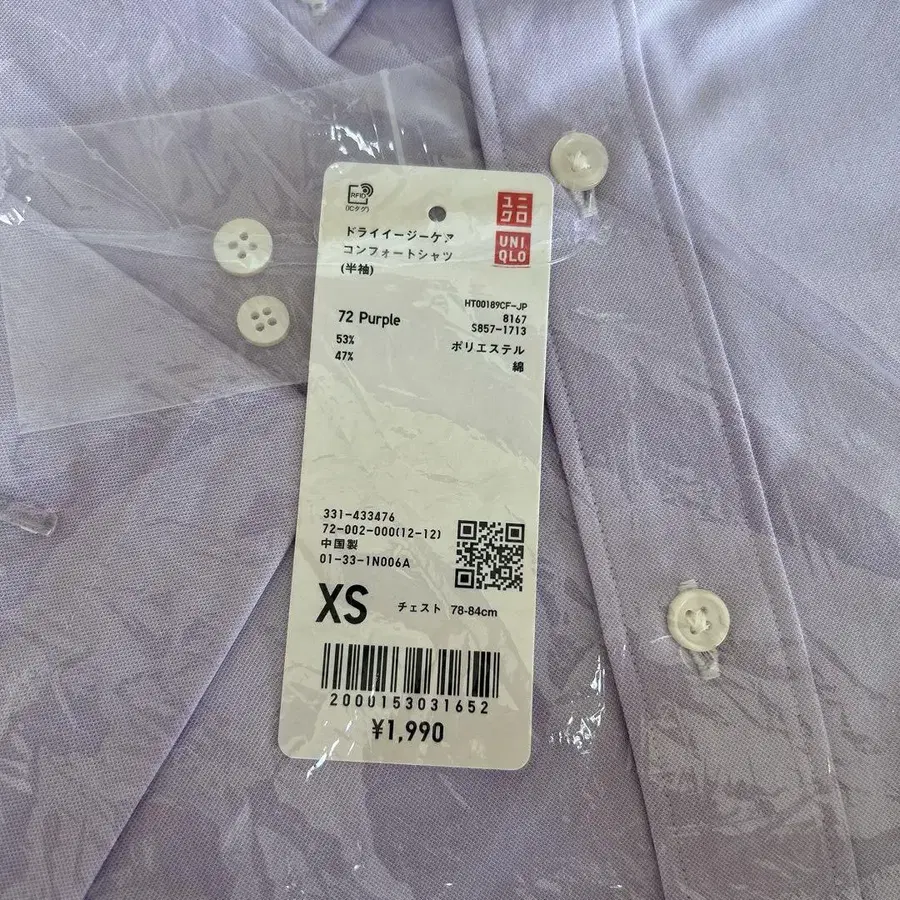 RFID
(ICタグ)
ユニ
クロ
UNI
QLO
ドライイージーケア
コンフォートシャツ
(半袖)
HT00189CF-JP
72 Purple
8167
S857-1713
53%
ポリエステル
47%
綿
331-433476
72-002-000(12-12)
中国製
01-33-1N006A
XS チェスト 78-84cm
2000153031652
¥1,990